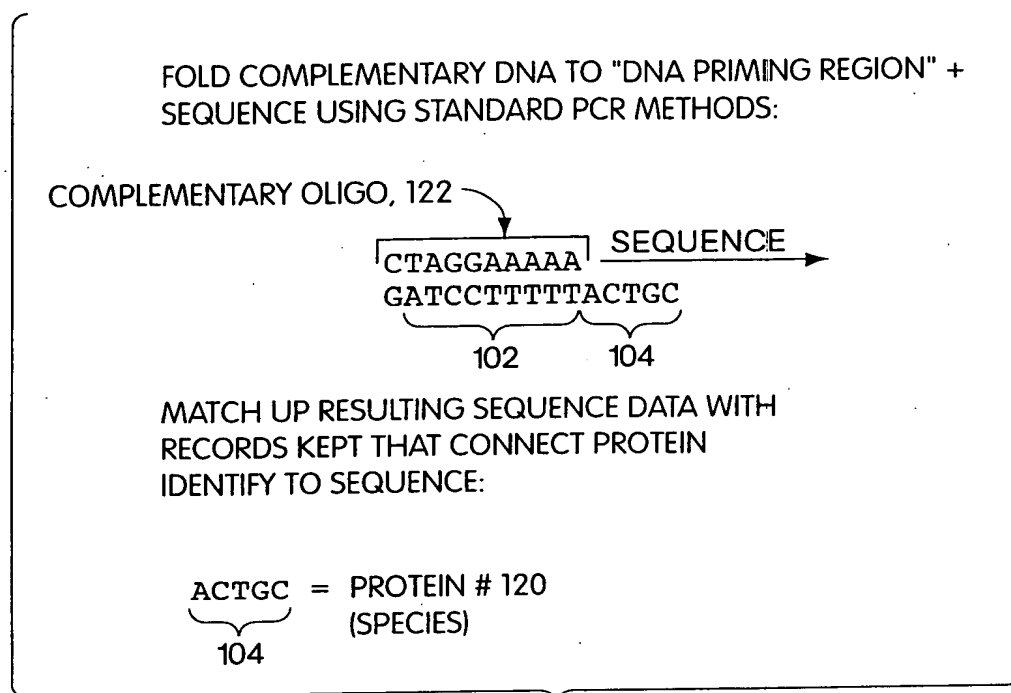 FOLD COMPLEMENTARY DNA TO "DNA PRIMING REGION" +
SEQUENCE USING STANDARD PCR METHODS:
COMPLEMENTARY OLIGO, 122
SEQUENCE
CTAGGAAAAA
GATCCTTTTTACTGC
102 104
MATCH UP RESULTING SEQUENCE DATA WITH
RECORDS KEPT THAT CONNECT PROTEIN
IDENTIFY TO SEQUENCE:
ACTGC = PROTEIN # 120
(SPECIES)
104